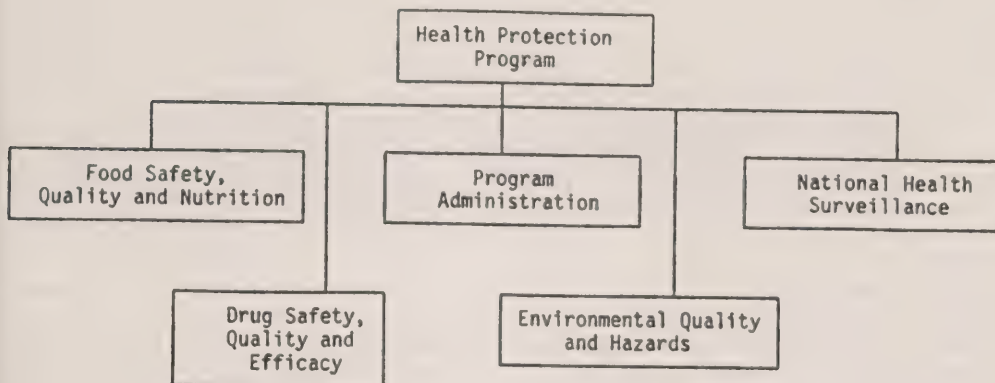 Health Protection
Program
Food Safety,
Quality and Nutrition
Program
Administration
National Health
Surveillance
Drug Safety,
Quality and
Efficacy
Environmental Quality
and Hazards